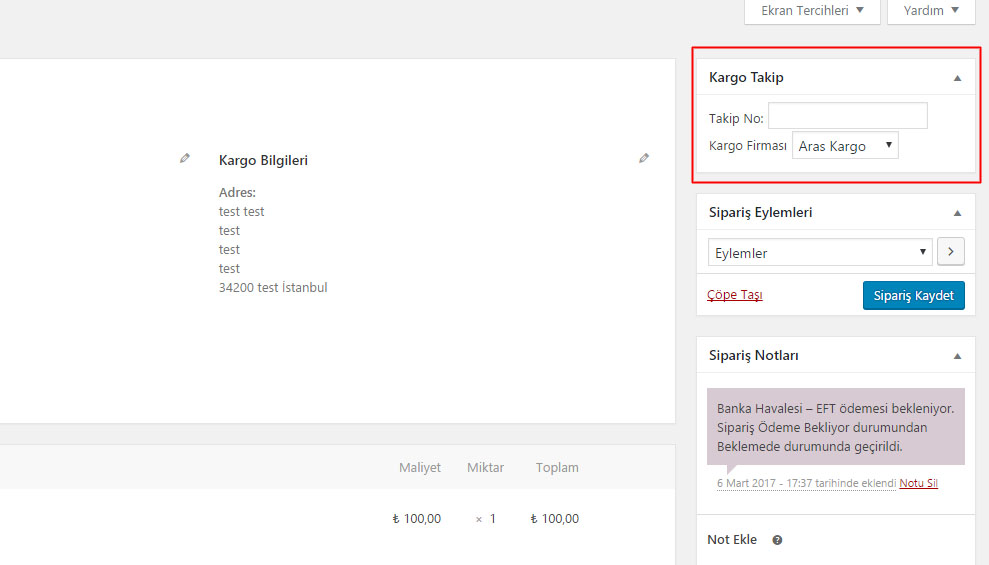 Ekran Tercihleri ▼
Yardım ▼
Kargo Takip
Takip No:
Kargo Firması Aras Kargo
Kargo Bilgileri
Adres:
test test
test
test
test
34200 test İstanbul
Sipariş Eylemleri
Eylemler
Çöpe Taşı
Sipariş Kaydet
Sipariş Notları
Banka Havalesi – EFT ödemesi bekleniyor.
Sipariş Ödeme Bekliyor durumundan
Beklemede durumunda geçirildi.
6 Mart 2017 - 17:37 tarihinde eklendi Notu Sil
Maliyet Miktar Toplam
₺ 100,00 × 1 ₺ 100,00
Not Ekle ?